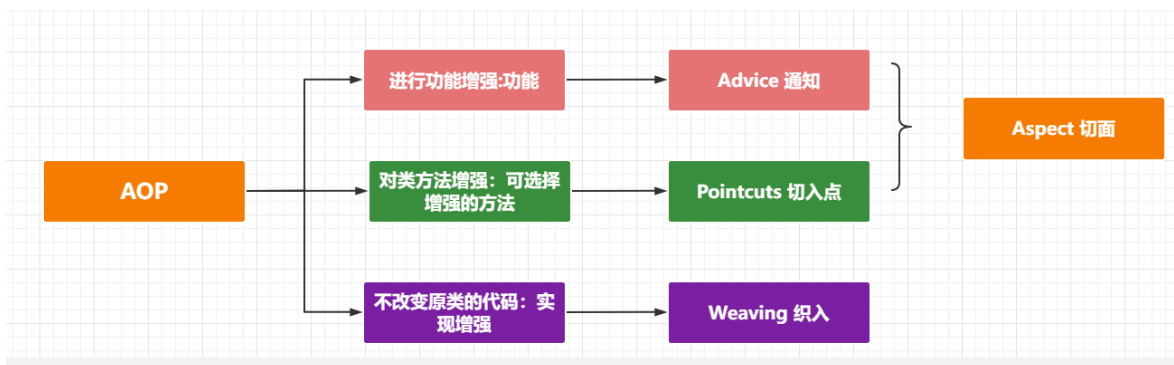 进行功能增强:功能
Advice 通知
Aspect 切面
AOP
对类方法增强：可选择
增强的方法
Pointcuts 切入点
不改变原类的代码：实
现增强
Weaving 织入